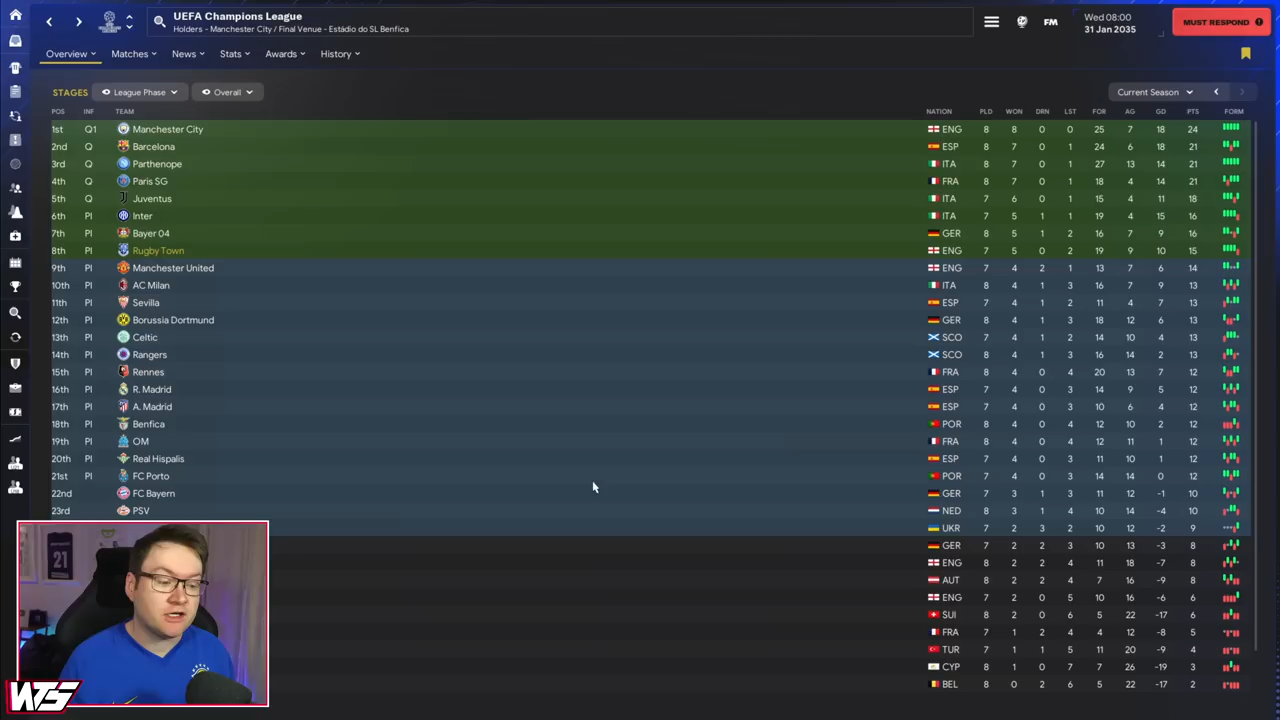 UEFA Champions League
Holders - Manchester City / Final Venue - Estádio do SL Benfica
FM
Wed 08:00
31 Jan 2035
MUST RESPOND
Overview Matches News Stats Awards History
STAGES League Phase Overall Current Season
POS INF TEAM NATION PLD WON DRN LST FOR AG GD PTS FORM
1st Q1 Manchester City ENG 8 8 0 0 25 7 18 24
2nd Q Barcelona ESP 8 7 0 1 24 6 18 21
3rd Q Parthenope ITA 8 7 0 1 27 13 14 21
4th Q Paris SG FRA 8 7 0 1 18 4 14 21
5th Q Juventus ITA 7 6 0 1 15 4 11 18
6th Pl Inter ITA 7 5 1 1 19 4 15 16
7th Pl Bayer 04 GER 8 5 1 2 16 7 9 16
8th Pl Rugby Town ENG 7 5 0 2 19 9 10 15
9th Pl Manchester United ENG 7 4 2 1 13 7 6 14
10th Pl AC Milan ITA 8 4 1 3 16 7 9 13
11th Pl Sevilla ESP 7 4 1 2 11 4 7 13
12th Pl Borussia Dortmund GER 8 4 1 3 18 12 6 13
13th Pl Celtic SCO 7 4 1 2 14 10 4 13
14th Pl Rangers SCO 8 4 1 3 16 14 2 13
15th Pl Rennes FRA 8 4 0 4 20 13 7 12
16th Pl R. Madrid ESP 7 4 0 3 14 9 5 12
17th Pl A. Madrid ESP 7 4 0 3 10 6 4 12
18th Pl Benfica POR 8 4 0 4 12 10 2 12
19th Pl OM FRA 8 4 0 4 12 11 1 12
20th Pl Real Hispalis ESP 7 4 0 3 11 10 1 12
21st Pl FC Porto POR 7 4 0 3 14 14 0 12
22nd FC Bayern GER 7 3 1 3 11 12 -1 10
23rd PSV NED 8 3 1 4 10 14 -4 10
UKR 7 2 3 2 10 12 -2 9
GER 7 2 2 3 10 13 -3 8
ENG 8 2 2 4 11 18 -7 8
AUT 8 2 2 4 7 16 -9 8
ENG 7 2 0 5 10 16 -6 6
SUI 8 2 0 6 5 22 -17 6
FRA 7 1 2 4 4 12 -8 5
TUR 7 1 1 5 11 20 -9 4
CYP 8 1 0 7 7 26 -19 3
BEL 8 0 2 6 5 22 -17 2
21
WTS